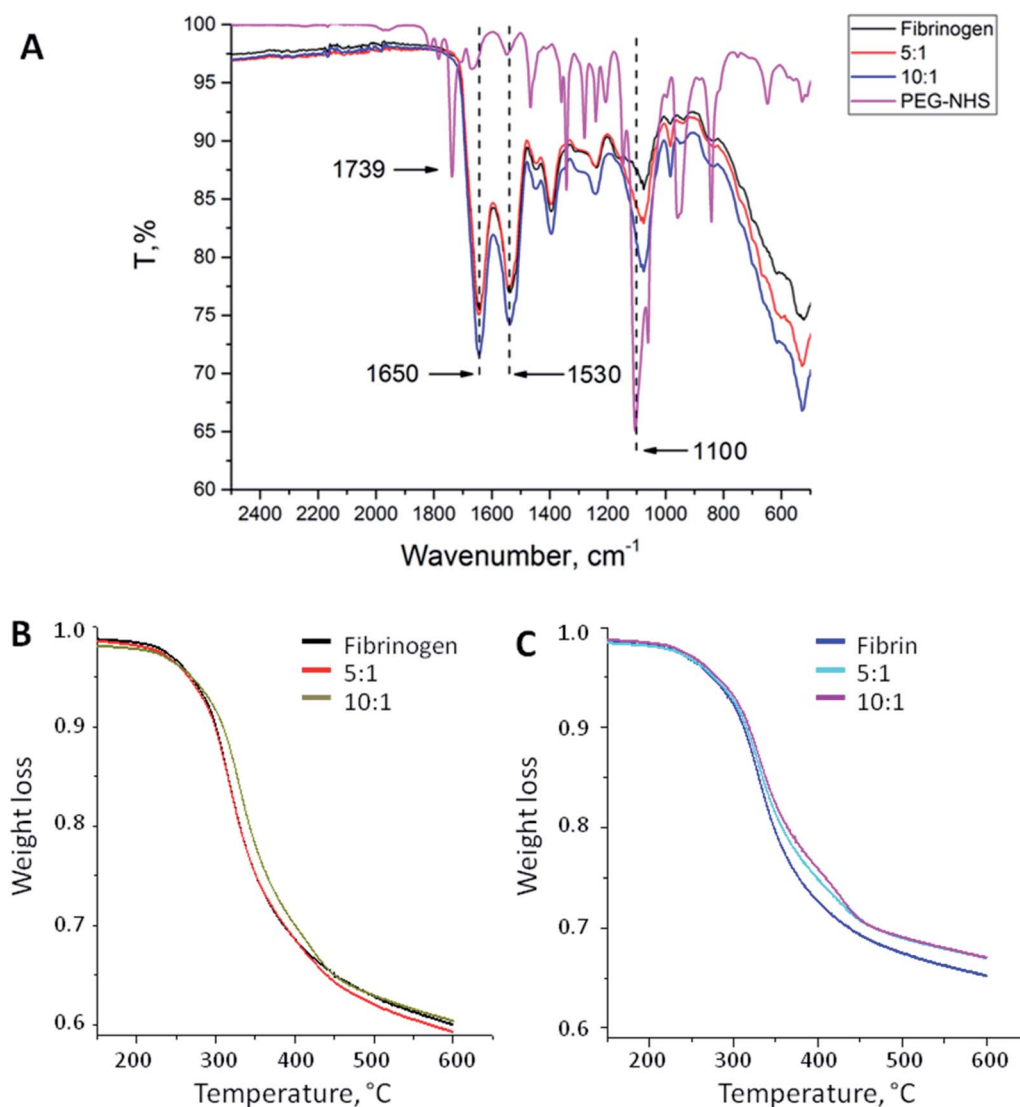 A
100
95
90
85
80
75
70
65
60
T,%
1739
1650
1530
1100
Fibrinogen
5:1
10:1
PEG-NHS
2400 2200 2000 1800 1600 1400 1200 1000 800 600
Wavenumber, cm⁻¹
B
1.0
0.9
0.8
0.7
0.6
Weight loss
Fibrinogen
5:1
10:1
200 300 400 500 600
Temperature, °C
C
1.0
0.9
0.8
0.7
0.6
Weight loss
Fibrin
5:1
10:1
200 300 400 500 600
Temperature, °C